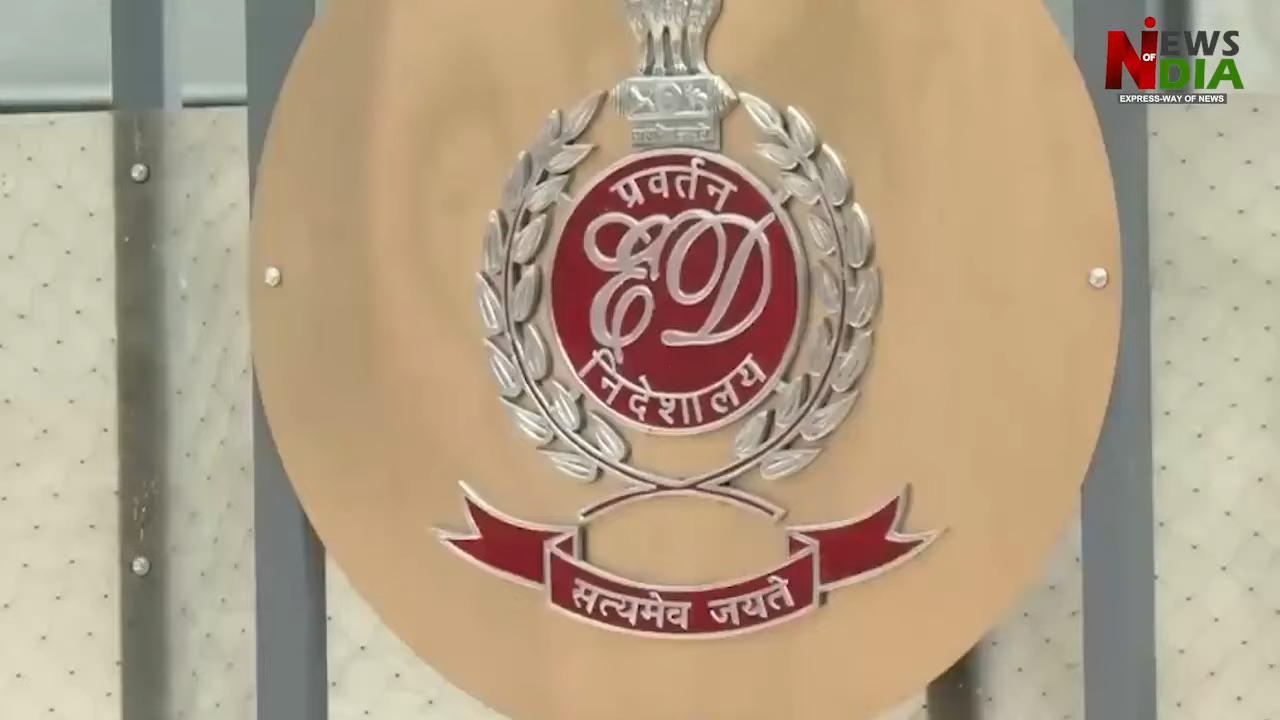 NEWS
OF
INDIA
EXPRESS-WAY OF NEWS
प्रवर्तन
ED
निदेशालय
सत्यमेव जयते